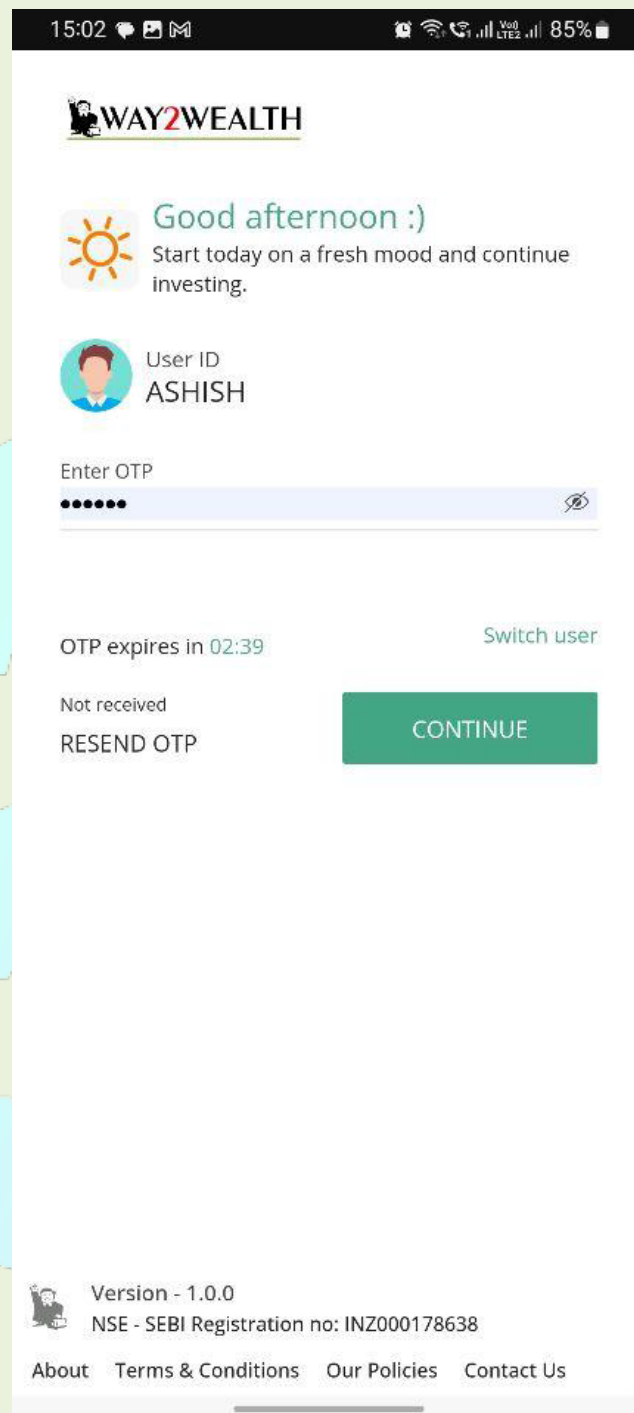 15:02
Vo) LTE2 85%
WAY2WEALTH
Good afternoon :)
Start today on a fresh mood and continue
investing.
User ID
ASHISH
Enter OTP
••••••
OTP expires in 02:39
Switch user
Not received
RESEND OTP
CONTINUE
Version - 1.0.0
NSE - SEBI Registration no: INZ000178638
About Terms & Conditions Our Policies Contact Us